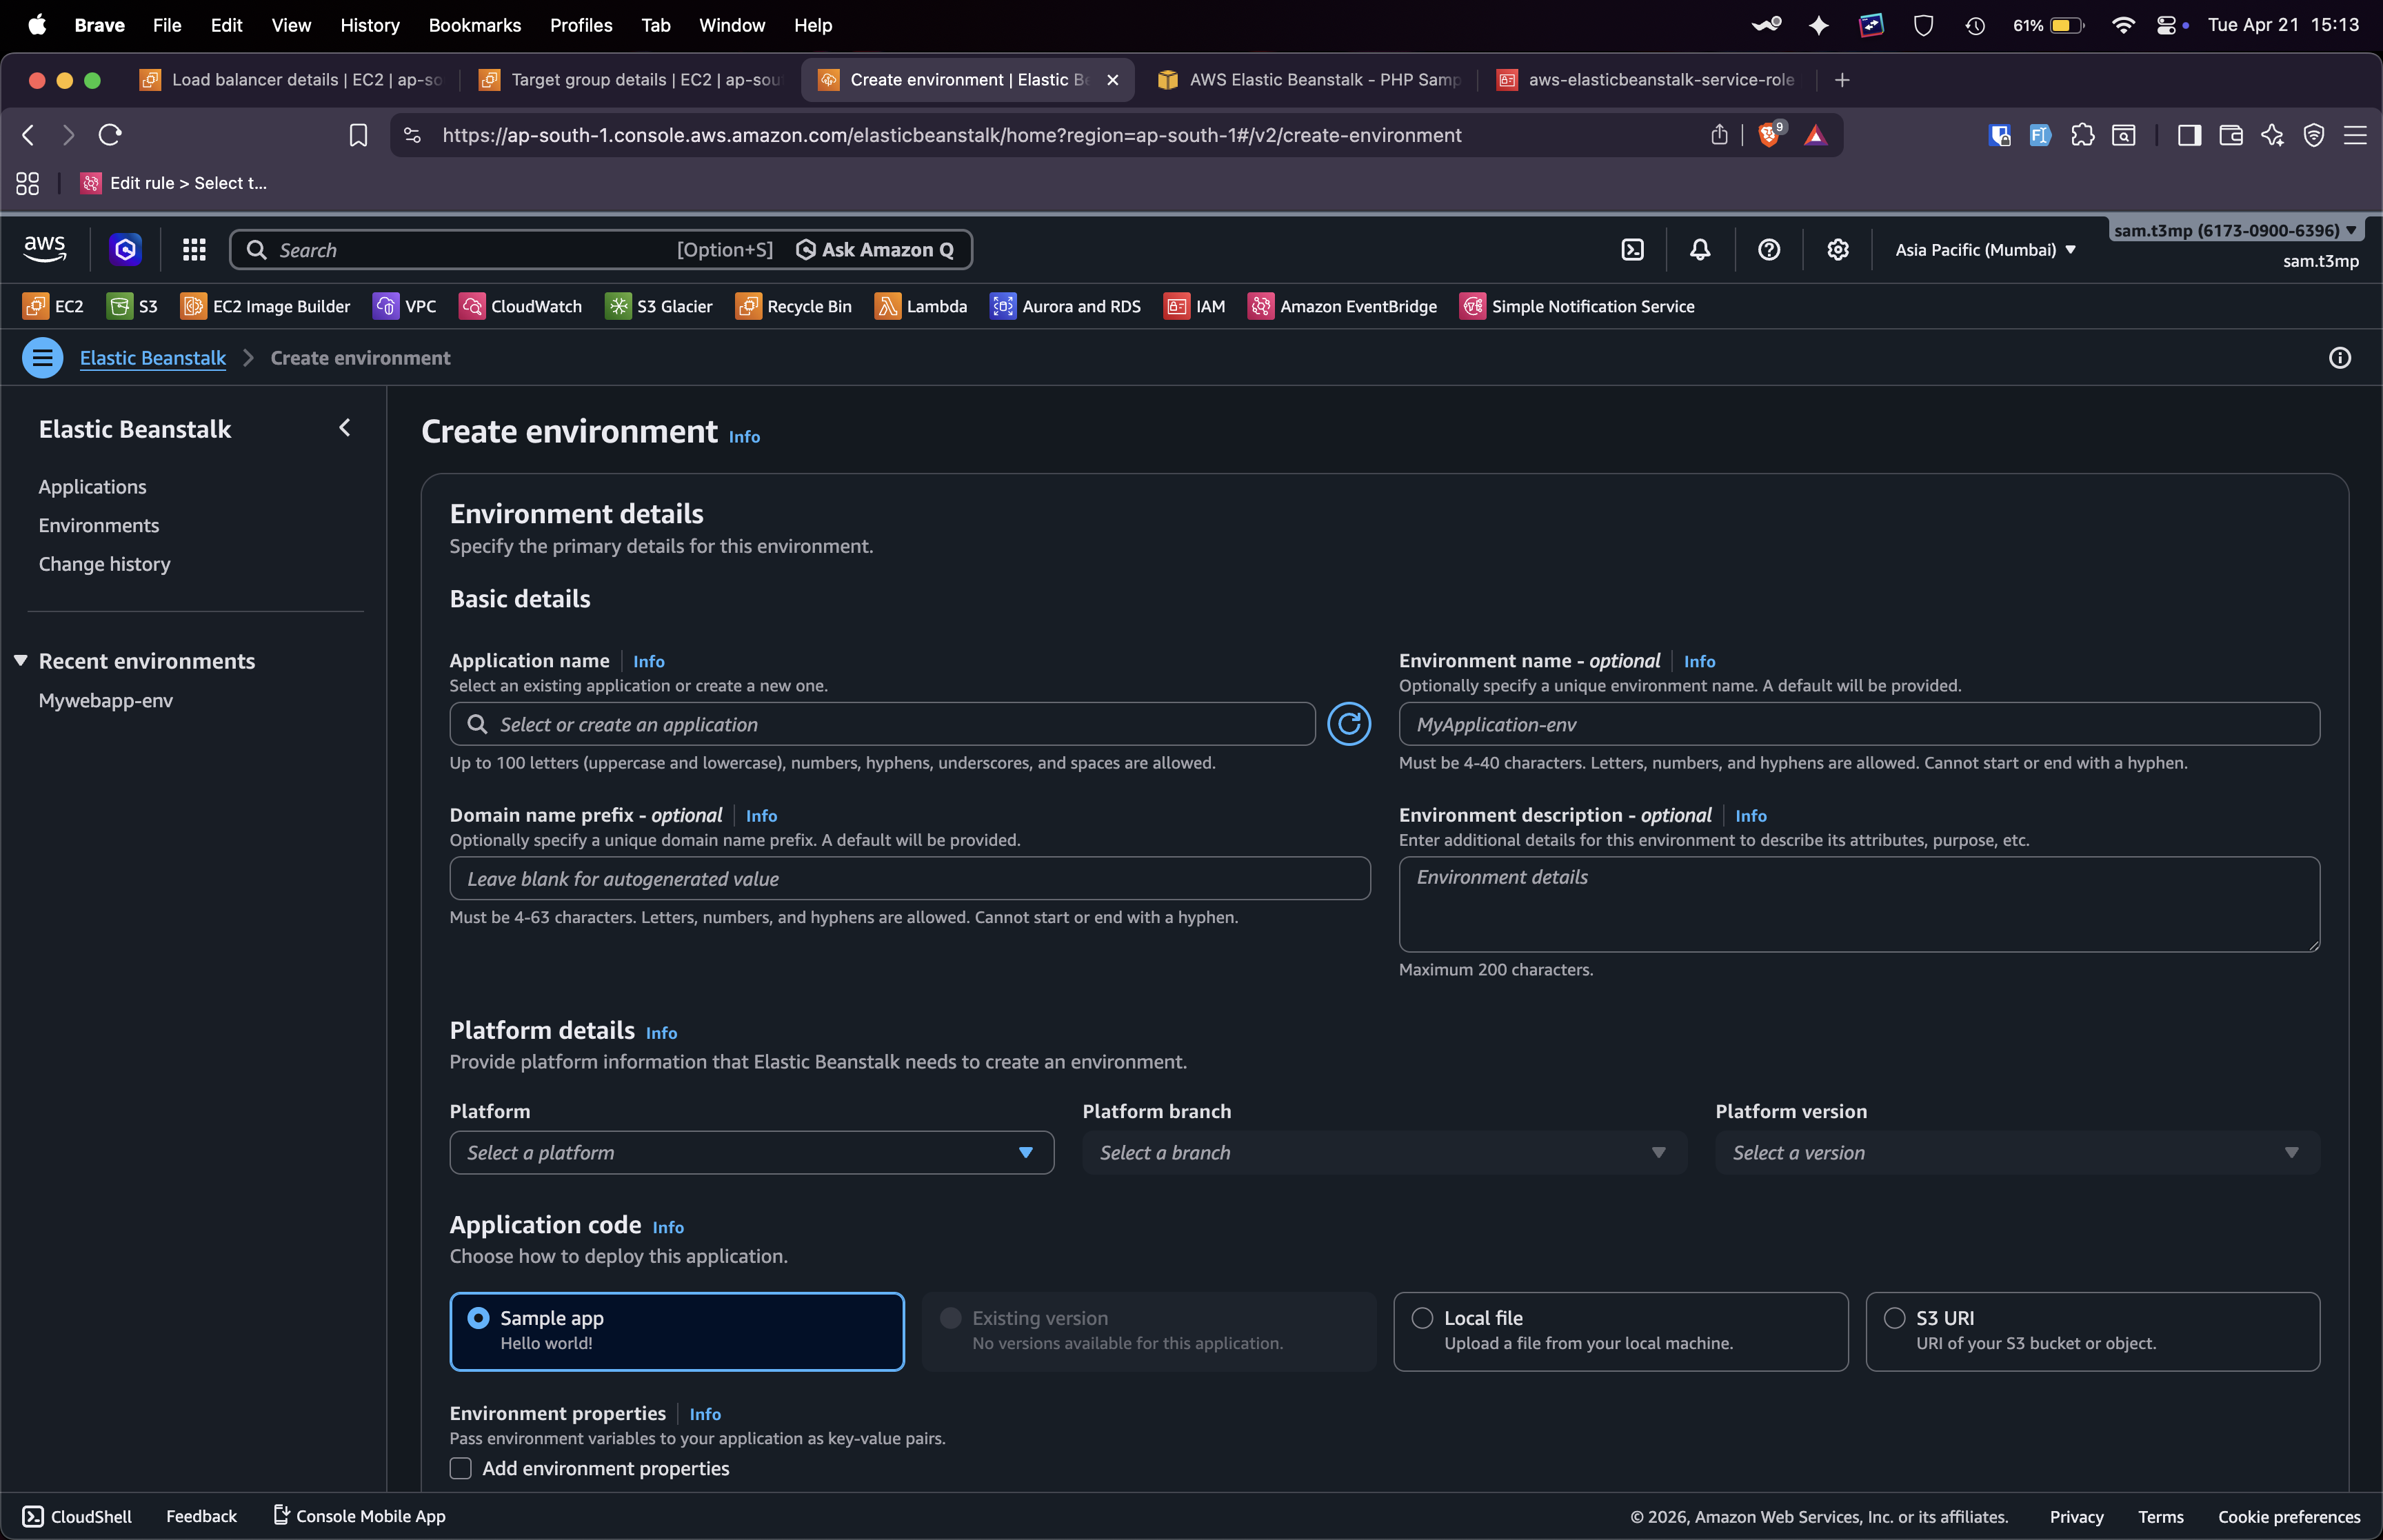 Brave File Edit View History Bookmarks Profiles Tab Window Help
61% Tue Apr 21 15:13
Load balancer details | EC2 | ap-so
Target group details | EC2 | ap-sou
Create environment | Elastic Be
AWS Elastic Beanstalk - PHP Samp
aws-elasticbeanstalk-service-role
https://ap-south-1.console.aws.amazon.com/elasticbeanstalk/home?region=ap-south-1#/v2/create-environment
9
Edit rule > Select t...
aws
Search [Option+S] Ask Amazon Q
Asia Pacific (Mumbai)
sam.t3mp (6173-0900-6396)
sam.t3mp
EC2 S3 EC2 Image Builder VPC CloudWatch S3 Glacier Recycle Bin Lambda Aurora and RDS IAM Amazon EventBridge Simple Notification Service
Elastic Beanstalk > Create environment
Elastic Beanstalk
Applications
Environments
Change history
Recent environments
Mywebapp-env
Create environment Info
Environment details
Specify the primary details for this environment.
Basic details
Application name | Info
Select an existing application or create a new one.
Select or create an application
Up to 100 letters (uppercase and lowercase), numbers, hyphens, underscores, and spaces are allowed.
Environment name - optional | Info
Optionally specify a unique environment name. A default will be provided.
MyApplication-env
Must be 4-40 characters. Letters, numbers, and hyphens are allowed. Cannot start or end with a hyphen.
Domain name prefix - optional | Info
Optionally specify a unique domain name prefix. A default will be provided.
Leave blank for autogenerated value
Must be 4-63 characters. Letters, numbers, and hyphens are allowed. Cannot start or end with a hyphen.
Environment description - optional | Info
Enter additional details for this environment to describe its attributes, purpose, etc.
Environment details
Maximum 200 characters.
Platform details Info
Provide platform information that Elastic Beanstalk needs to create an environment.
Platform
Select a platform
Platform branch
Select a branch
Platform version
Select a version
Application code Info
Choose how to deploy this application.
Sample app
Hello world!
Existing version
No versions available for this application.
Local file
Upload a file from your local machine.
S3 URI
URI of your S3 bucket or object.
Environment properties | Info
Pass environment variables to your application as key-value pairs.
Add environment properties
CloudShell Feedback Console Mobile App
© 2026, Amazon Web Services, Inc. or its affiliates. Privacy Terms Cookie preferences